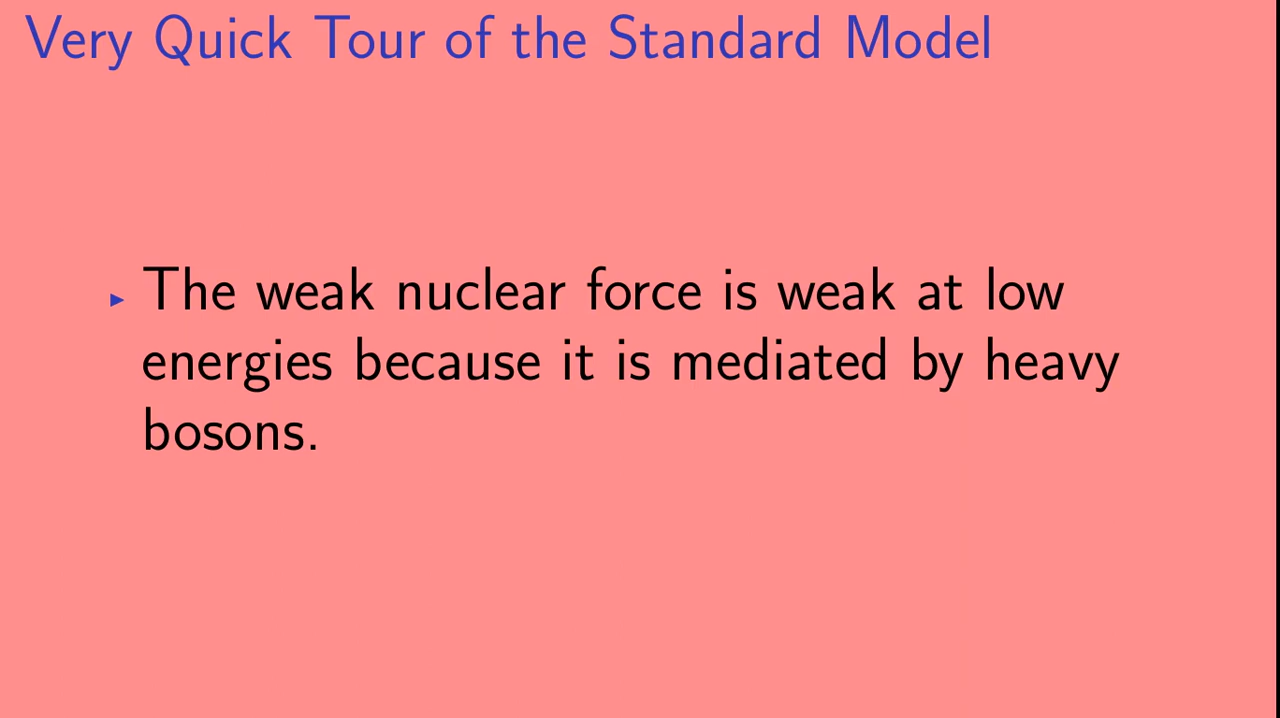 Very Quick Tour of the Standard Model
▸ The weak nuclear force is weak at low
energies because it is mediated by heavy
bosons.